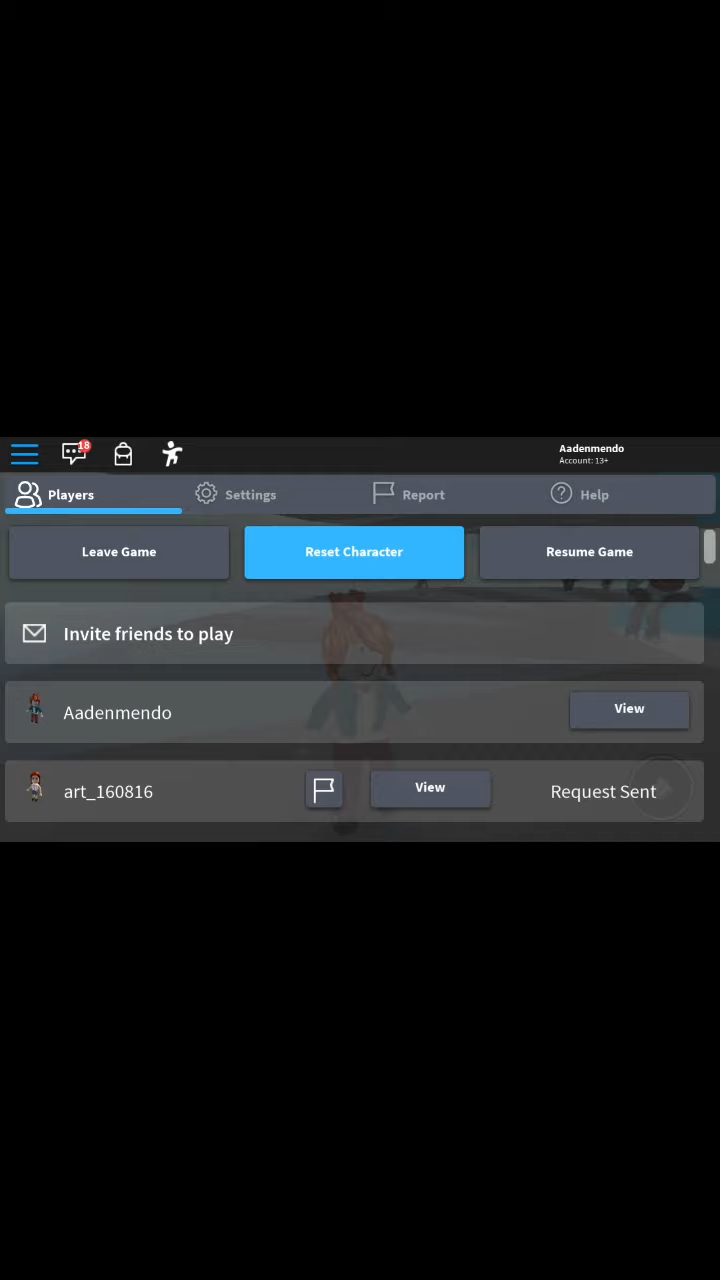 18
Aadenmendo
Account: 13+
Players
Settings
Report
Help
Leave Game
Reset Character
Resume Game
Invite friends to play
Aadenmendo
View
art_160816
View
Request Sent